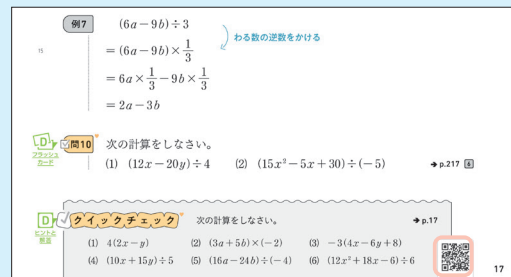 例7 (6a−9b)÷3
わる数の逆数をかける
15 =(6a−9b)×1/3
=6a×1/3−9b×1/3
=2a−3b
D 問10 次の計算をしなさい。
フラッシュカード
(1) (12x−20y)÷4 (2) (15x²−5x+30)÷(−5) →p.217 6
D クイックチェック 次の計算をしなさい。 →p.17
ヒントと解答
(1) 4(2x−y) (2) (3a+5b)×(−2) (3) −3(4x−6y+8)
(4) (10x+15y)÷5 (5) (16a−24b)÷(−4) (6) (12x²+18x−6)÷6
17